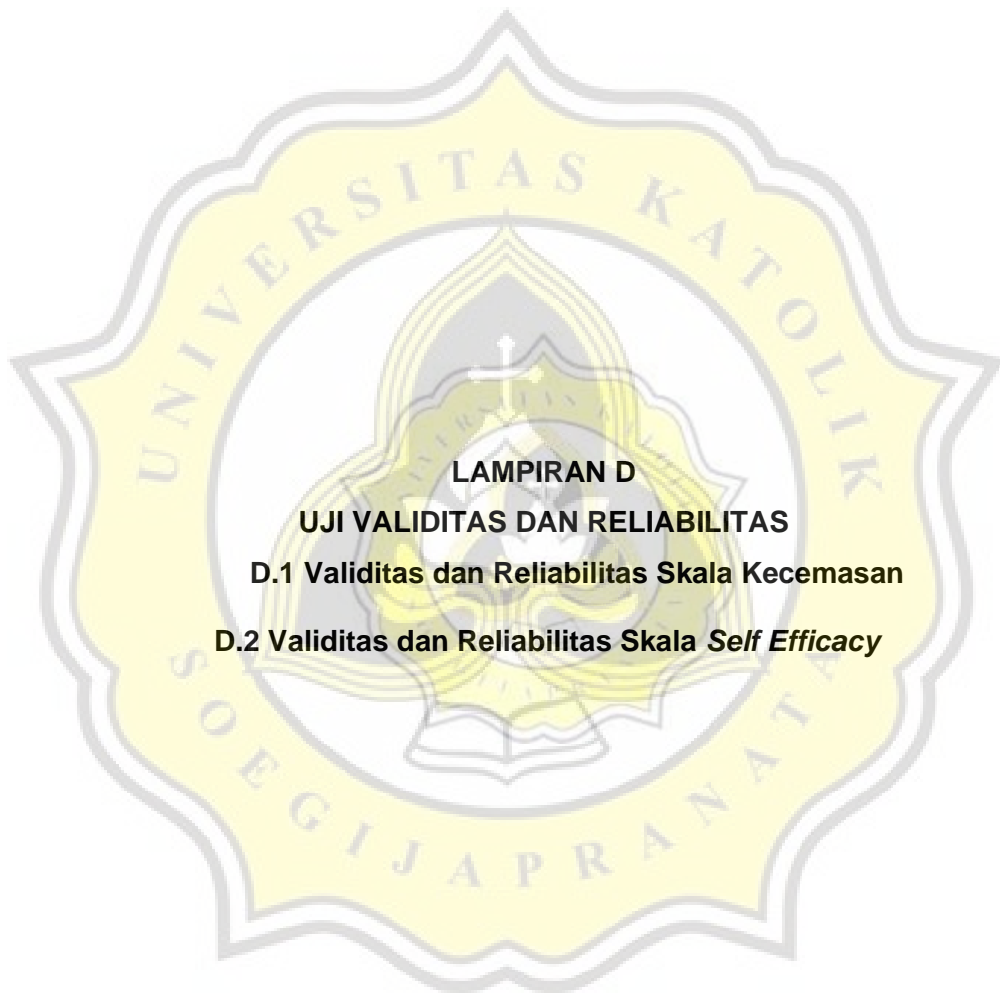 UNIVERSITAS KATOLIK
LAMPIRAN D
UJI VALIDITAS DAN RELIABILITAS
D.1 Validitas dan Reliabilitas Skala Kecemasan
D.2 Validitas dan Reliabilitas Skala Self Efficacy
SOEGIJAPRANATA